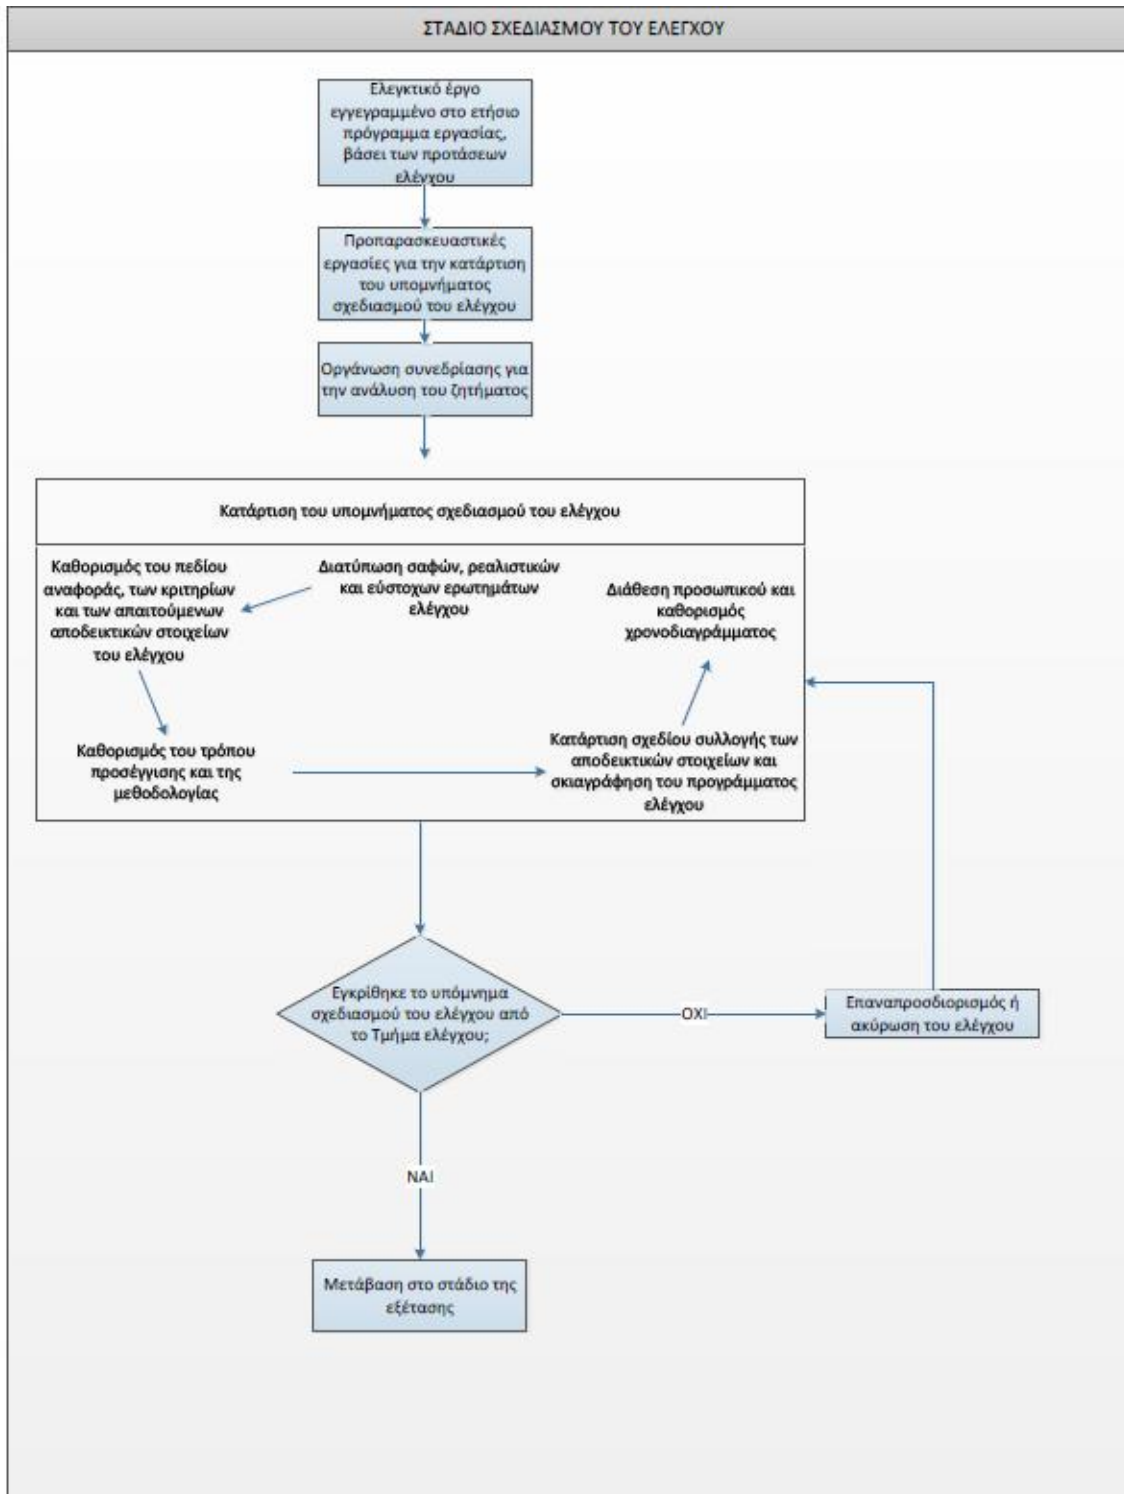 ΣΤΑΔΙΟ ΣΧΕΔΙΑΣΜΟΥ ΤΟΥ ΕΛΕΓΧΟΥ
Ελεγκτικό έργο
εγγεγραμμένο στο ετήσιο
πρόγραμμα εργασίας,
βάσει των προτάσεων
ελέγχου
Προπαρασκευαστικές
εργασίες για την κατάρτιση
του υπομνήματος
σχεδιασμού του ελέγχου
Οργάνωση συνεδρίασης για
την ανάλυση του ζητήματος
Κατάρτιση του υπομνήματος σχεδιασμού του ελέγχου
Διατύπωση σαφών, ρεαλιστικών
και εύστοχων ερωτημάτων
ελέγχου
Καθορισμός του πεδίου
αναφοράς, των κριτηρίων
και των απαιτούμενων
αποδεικτικών στοιχείων
του ελέγχου
Καθορισμός του τρόπου
προσέγγισης και της
μεθοδολογίας
Κατάρτιση σχεδίου συλλογής των
αποδεικτικών στοιχείων και
σκιαγράφηση του προγράμματος
ελέγχου
Διάθεση προσωπικού και
καθορισμός
χρονοδιαγράμματος
Εγκρίθηκε το υπόμνημα
σχεδιασμού του ελέγχου από
το Τμήμα ελέγχου;
ΟΧΙ
Επαναπροσδιορισμός ή
ακύρωση του ελέγχου
ΝΑΙ
Μετάβαση στο στάδιο της
εξέτασης